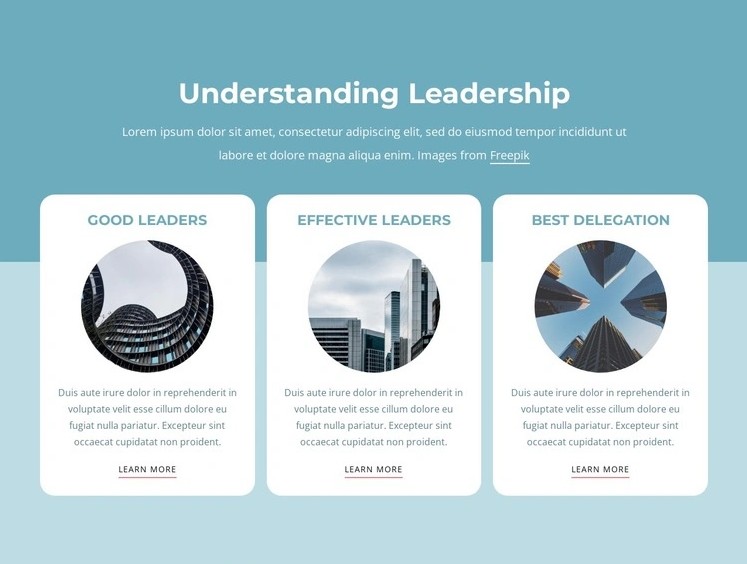 Understanding Leadership
Lorem ipsum dolor sit amet, consectetur adipiscing elit, sed do eiusmod tempor incididunt ut
labore et dolore magna aliqua enim. Images from Freepik
GOOD LEADERS
Duis aute irure dolor in reprehenderit in
voluptate velit esse cillum dolore eu
fugiat nulla pariatur. Excepteur sint
occaecat cupidatat non proident.
LEARN MORE
EFFECTIVE LEADERS
Duis aute irure dolor in reprehenderit in
voluptate velit esse cillum dolore eu
fugiat nulla pariatur. Excepteur sint
occaecat cupidatat non proident.
LEARN MORE
BEST DELEGATION
Duis aute irure dolor in reprehenderit in
voluptate velit esse cillum dolore eu
fugiat nulla pariatur. Excepteur sint
occaecat cupidatat non proident.
LEARN MORE